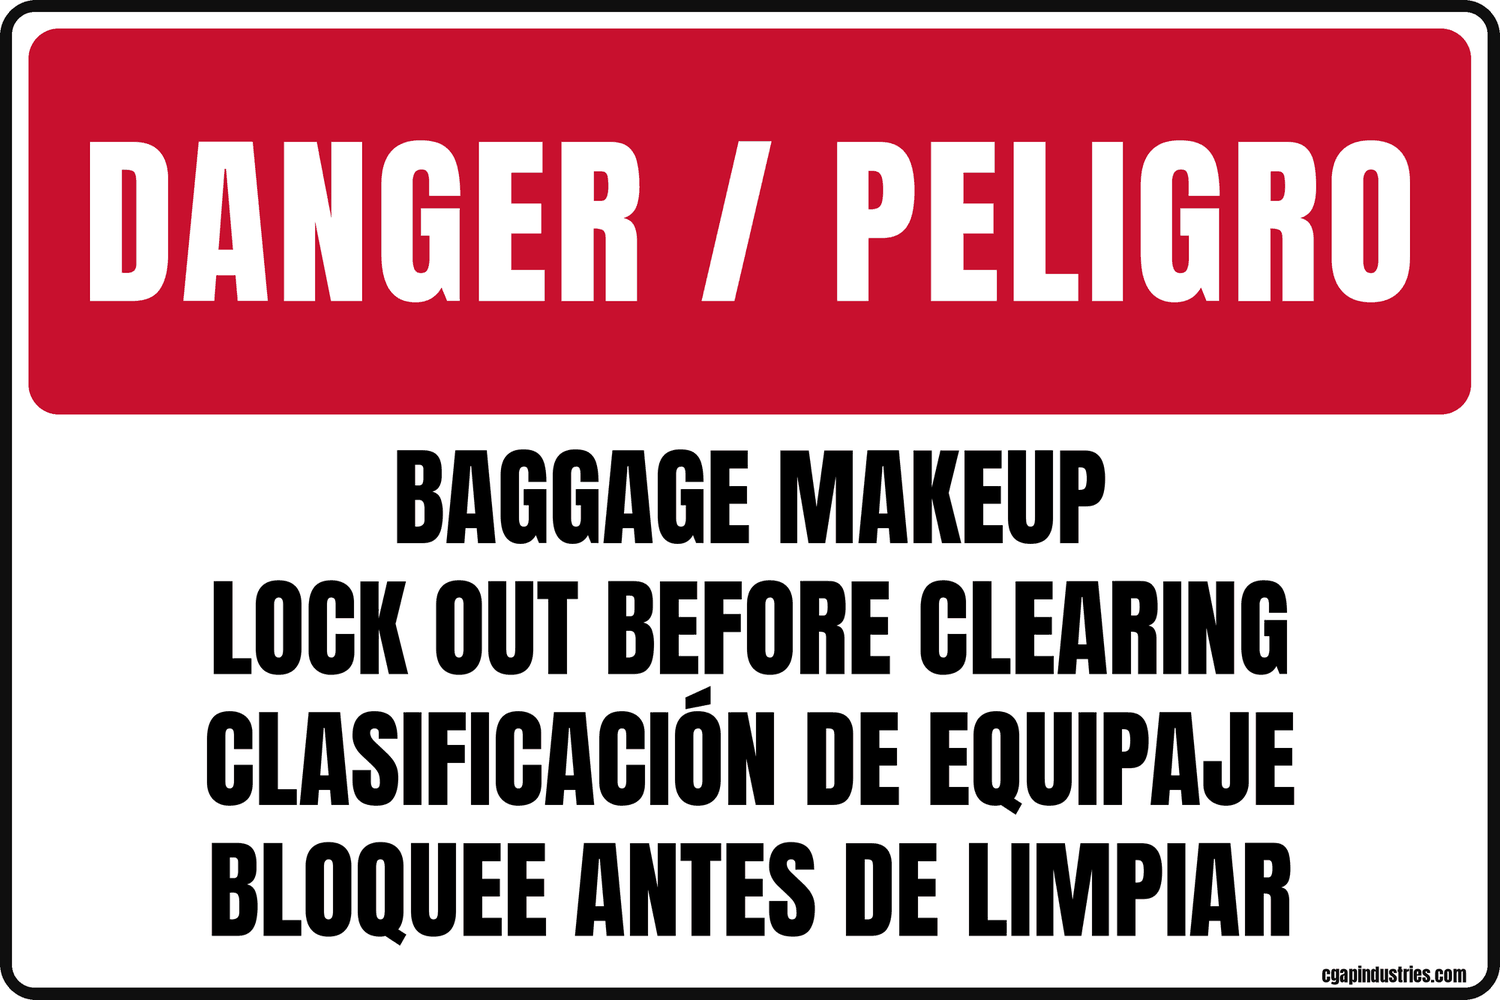 DANGER / PELIGRO
BAGGAGE MAKEUP
LOCK OUT BEFORE CLEARING
CLASIFICACIÓN DE EQUIPAJE
BLOQUEE ANTES DE LIMPIAR
cgapindustries.com